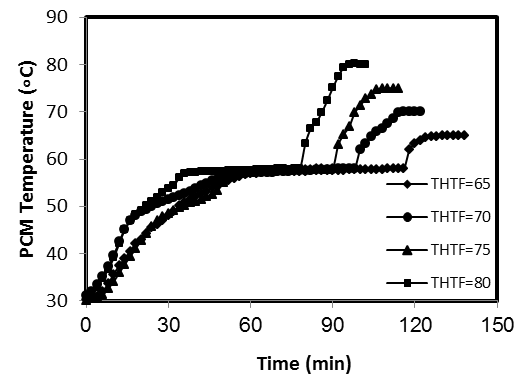 90
80
70
60
50
40
30
PCM Temperature (∘C)
THTF=65
THTF=70
THTF=75
THTF=80
0 30 60 90 120 150
Time (min)